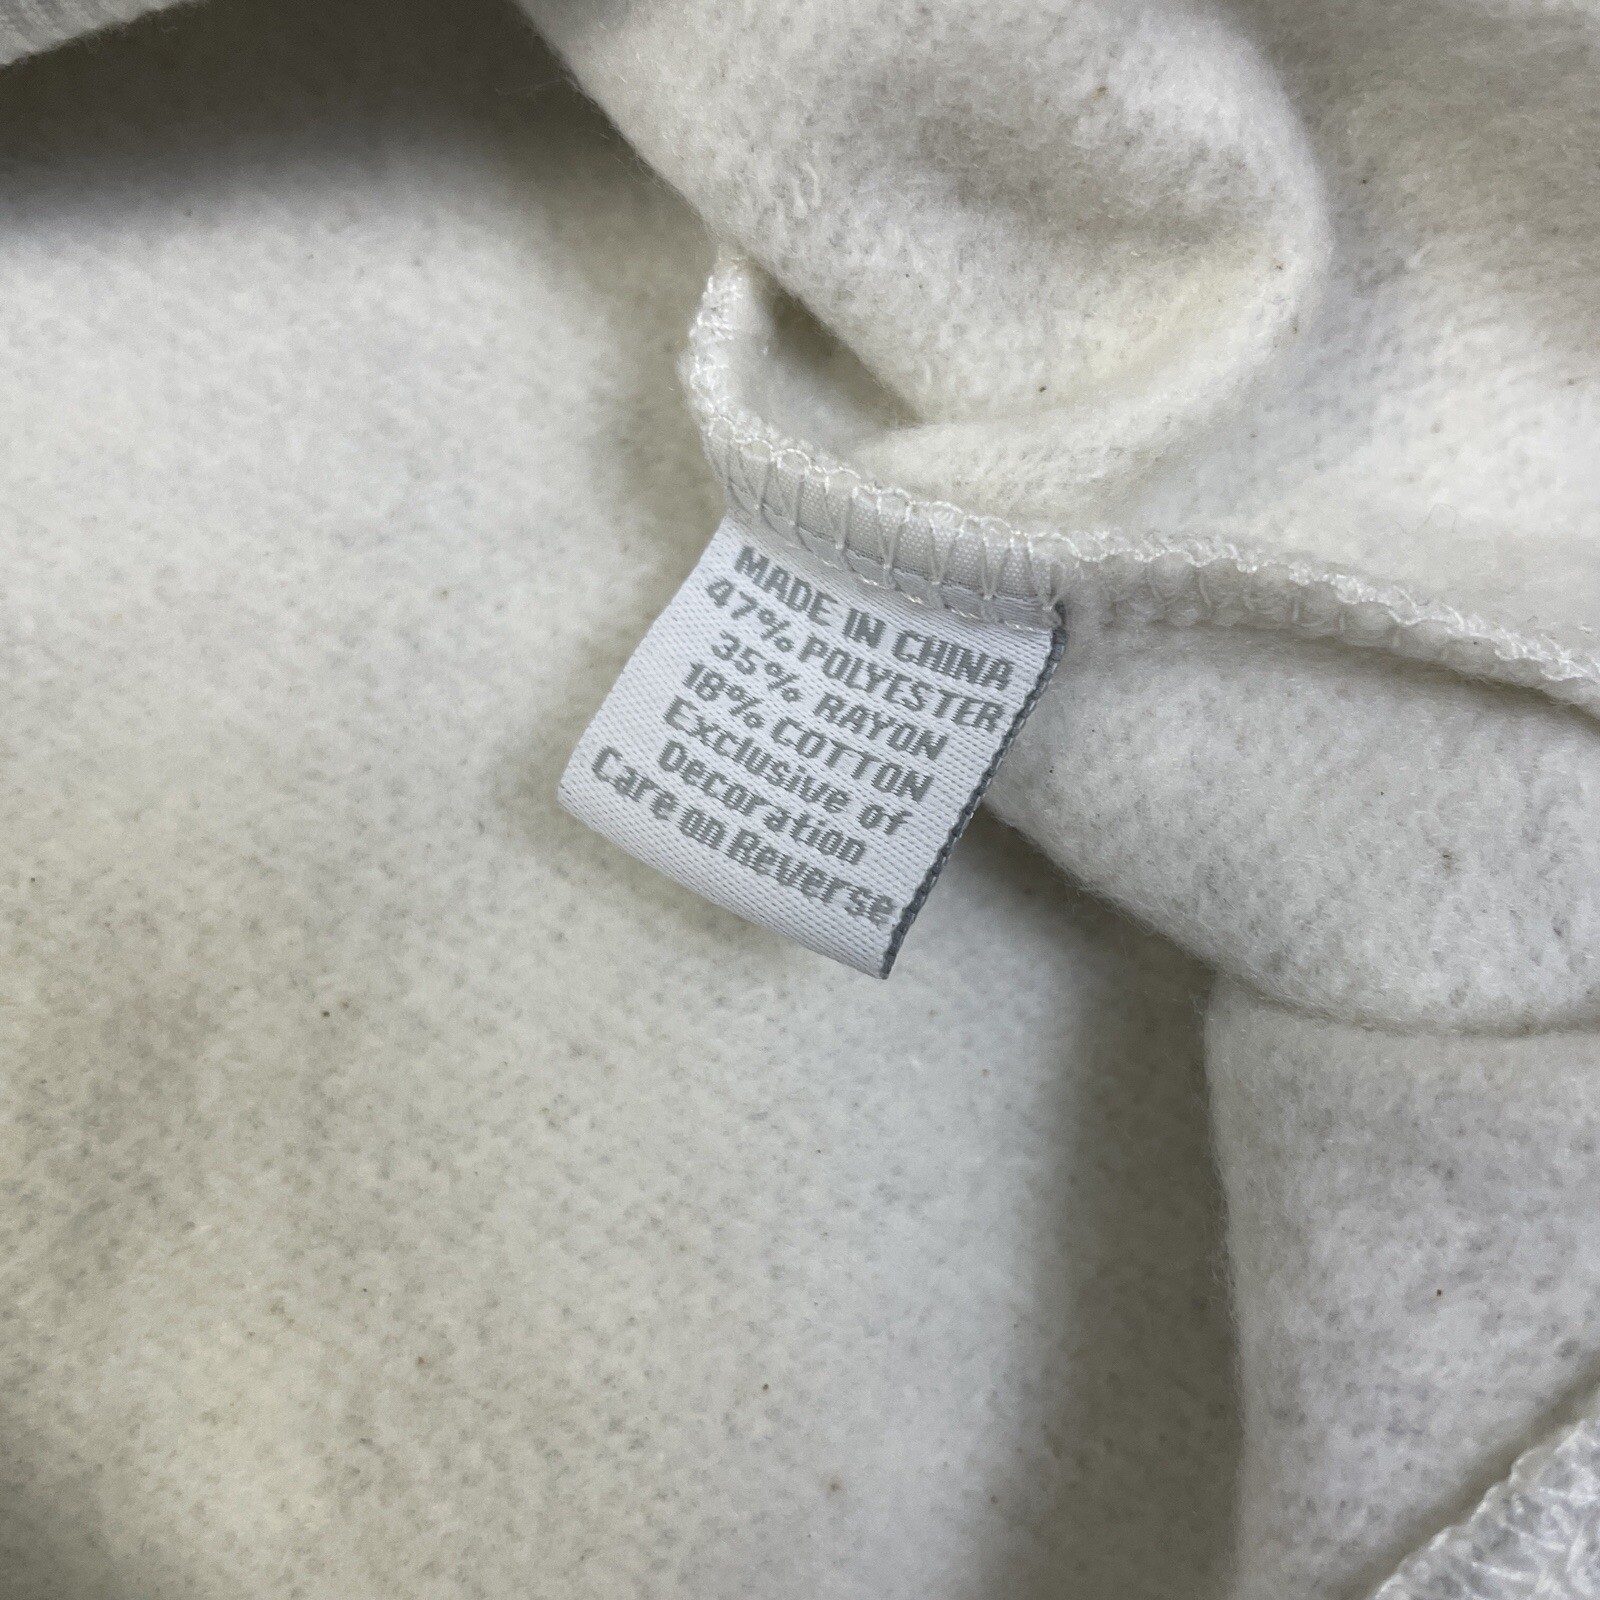 MADE IN CHINA
47% POLYESTER
35% RAYON
18% COTTON
Exclusive of
Decoration
Care on Reverse